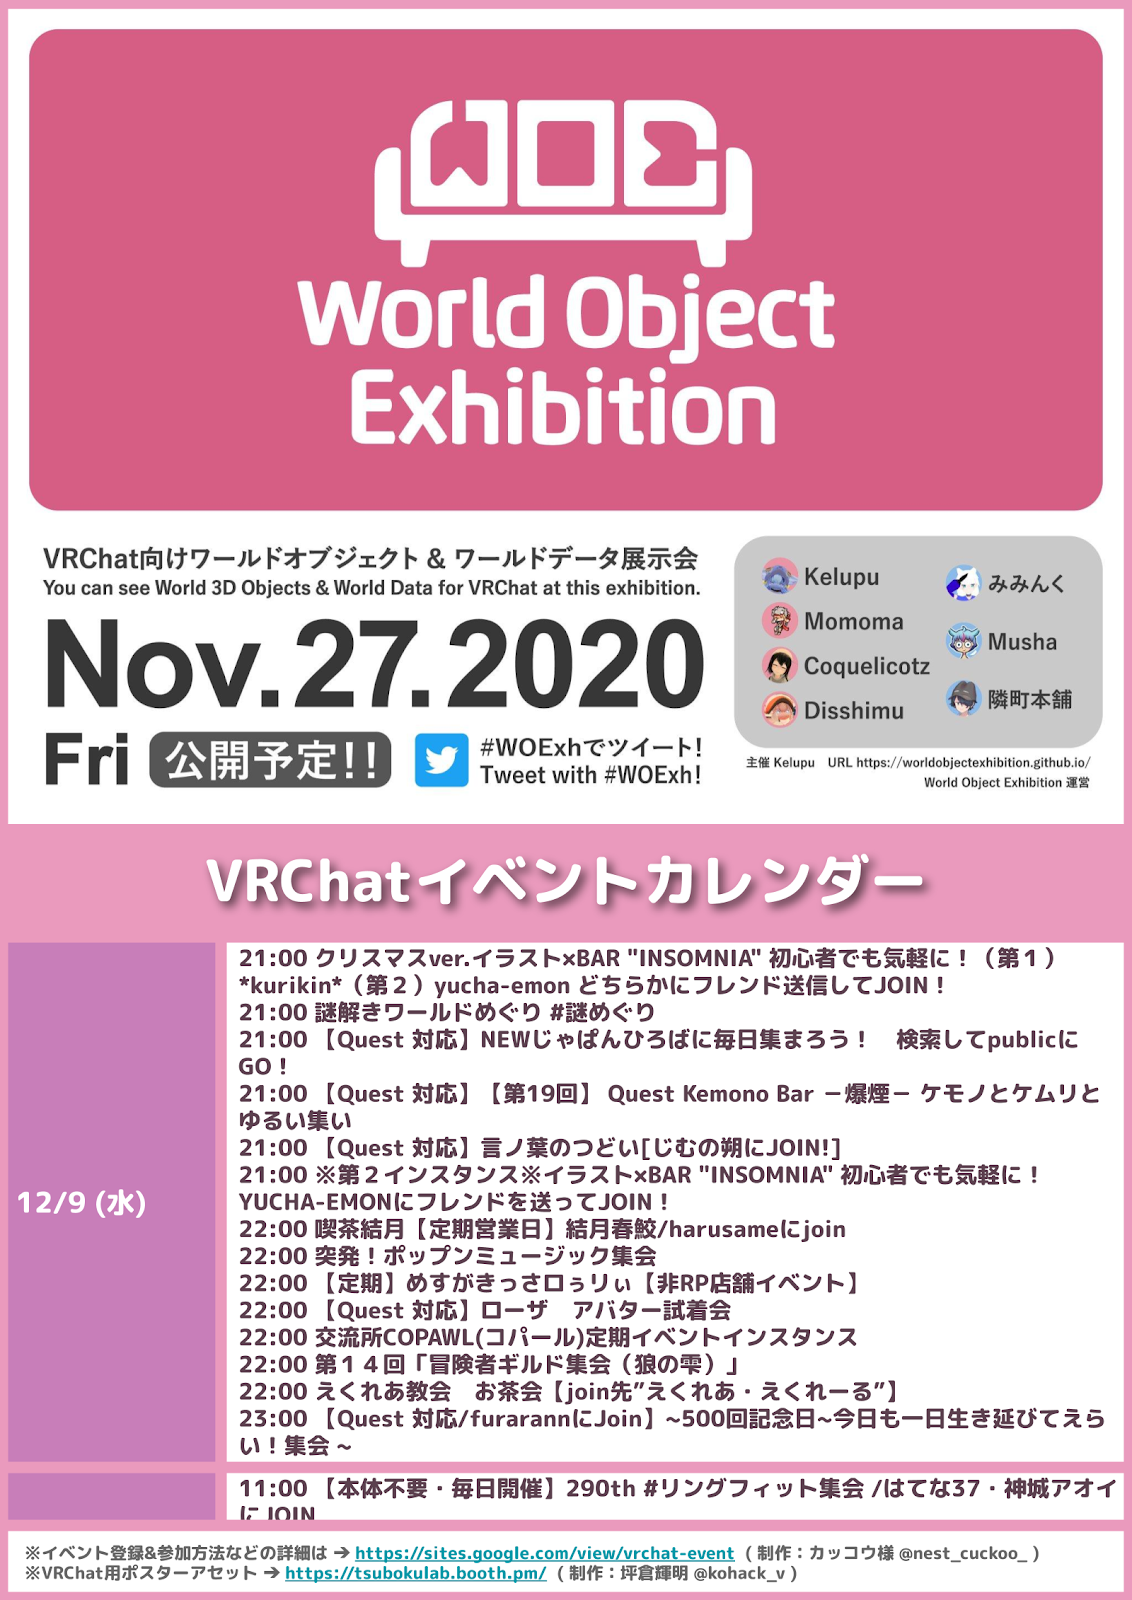 WOE
World Object
Exhibition
VRChat向けワールドオブジェクト & ワールドデータ展示会
You can see World 3D Objects & World Data for VRChat at this exhibition.
Nov.27.2020
Fri 公開予定!!
#WOExhでツイート!
Tweet with #WOExh!
Kelupu
Momoma
Coquelicotz
Disshimu
みみんく
Musha
隣町本舗
主催 Kelupu URL https://worldobjectexhibition.github.io/
World Object Exhibition 運営
VRChatイベントカレンダー
12/9 (水)
21:00 クリスマスver.イラスト×BAR "INSOMNIA" 初心者でも気軽に！（第１）
*kurikin*（第２）yucha-emon どちらかにフレンド送信してJOIN！
21:00 謎解きワールドめぐり #謎めぐり
21:00 【Quest 対応】NEWじゃぱんひろばに毎日集まろう！　検索してpublicに
GO！
21:00 【Quest 対応】【第19回】 Quest Kemono Bar －爆煙－ ケモノとケムリと
ゆるい集い
21:00 【Quest 対応】言ノ葉のつどい[じむの朔にJOIN!]
21:00 ※第２インスタンス※イラスト×BAR "INSOMNIA" 初心者でも気軽に！
YUCHA-EMONにフレンドを送ってJOIN！
22:00 喫茶結月【定期営業日】結月春鮫/harusameにjoin
22:00 突発！ポップンミュージック集会
22:00 【定期】めすがきっさロぅリぃ【非RP店舗イベント】
22:00 【Quest 対応】ローザ　アバター試着会
22:00 交流所COPAWL(コパール)定期イベントインスタンス
22:00 第１４回「冒険者ギルド集会（狼の雫）」
22:00 えくれあ教会　お茶会【join先”えくれあ・えくれーる”】
23:00 【Quest 対応/furarannにJoin】~500回記念日~今日も一日生き延びてえら
い！集会 ~
11:00 【本体不要・毎日開催】290th #リングフィット集会 /はてな37・神城アオイ
にJOIN
※イベント登録&参加方法などの詳細は ➔ https://sites.google.com/view/vrchat-event （ 制作：カッコウ様 @nest_cuckoo_ ）
※VRChat用ポスターアセット ➔ https://tsubokulab.booth.pm/ （ 制作：坪倉輝明 @kohack_v ）